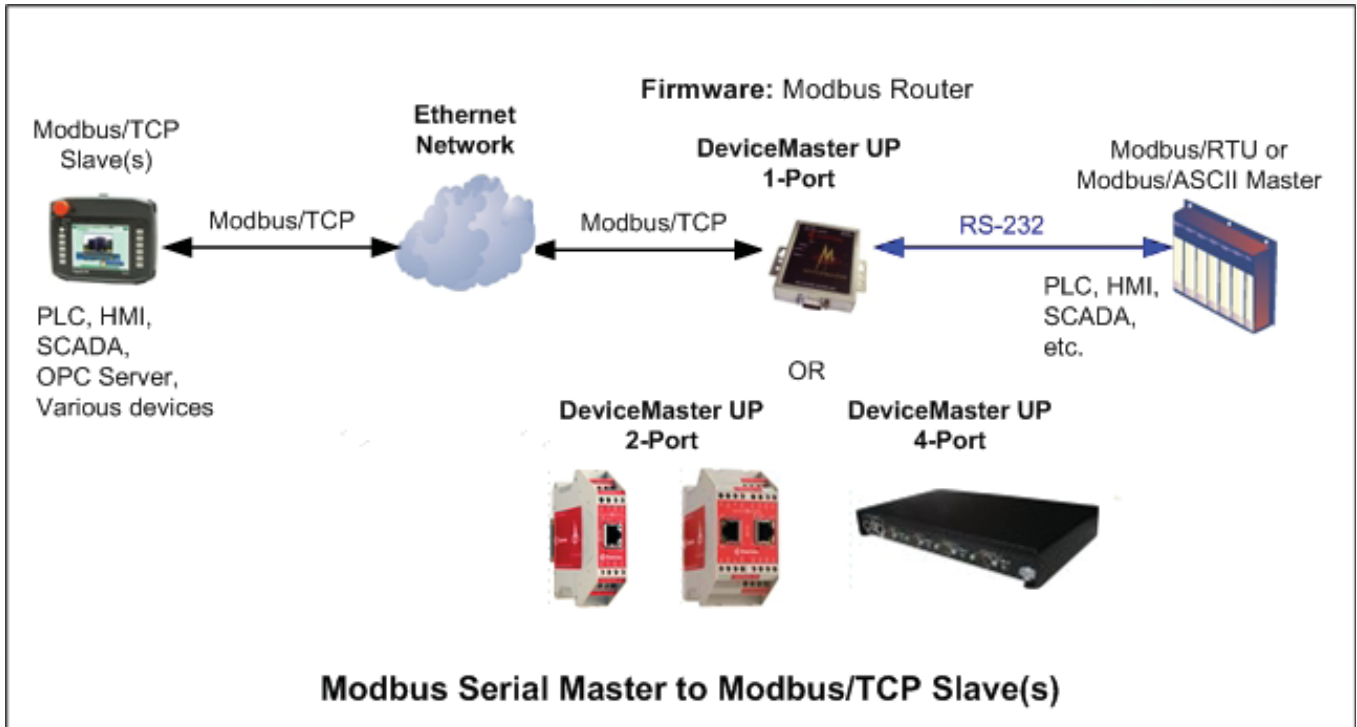 Firmware: Modbus Router
Modbus/TCP
Slave(s)
Ethernet
Network
DeviceMaster UP
1-Port
Modbus/RTU or
Modbus/ASCII Master
Modbus/TCP
Modbus/TCP
RS-232
PLC, HMI,
SCADA,
OPC Server,
Various devices
PLC, HMI,
SCADA,
etc.
OR
DeviceMaster UP
2-Port
DeviceMaster UP
4-Port
Modbus Serial Master to Modbus/TCP Slave(s)